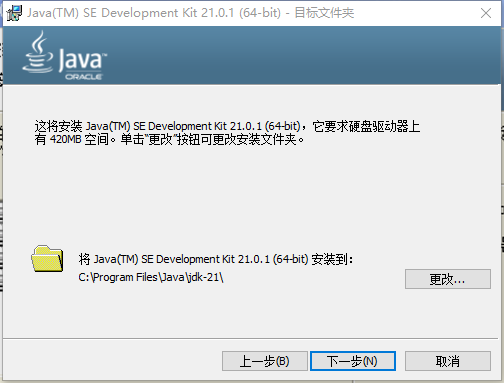 Java(TM) SE Development Kit 21.0.1 (64-bit) - 目标文件夹
Java
ORACLE
这将安装 Java(TM) SE Development Kit 21.0.1 (64-bit)，它要求硬盘驱动器上
有 420MB 空间。单击“更改”按钮可更改安装文件夹。
将 Java(TM) SE Development Kit 21.0.1 (64-bit) 安装到：
C:\Program Files\Java\jdk-21\
更改...
上一步(B)
下一步(N)
取消